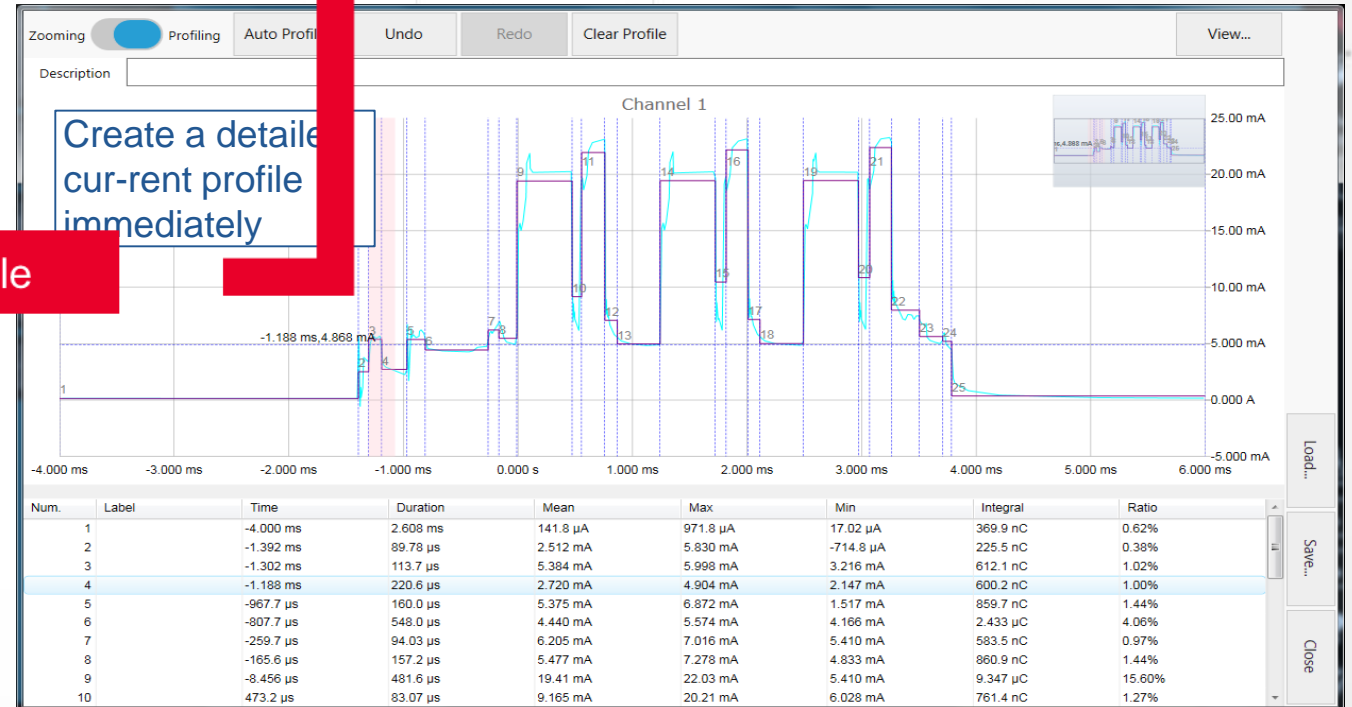 Zooming Profiling Auto Profil Undo Redo Clear Profile View...
Description
Channel 1
Create a detaile
cur-rent profile
immediately
le
25.00 mA
20.00 mA
15.00 mA
10.00 mA
5.000 mA
0.000 A
-5.000 mA
-1.188 ms,4.868 mA
1
2
3
4
5
6
7
8
9
10
11
12
13
14
15
16
17
18
19
20
21
22
23
24
25
-4.000 ms -3.000 ms -2.000 ms -1.000 ms 0.000 s 1.000 ms 2.000 ms 3.000 ms 4.000 ms 5.000 ms 6.000 ms
Num. Label Time Duration Mean Max Min Integral Ratio
1 -4.000 ms 2.608 ms 141.8 µA 971.8 µA 17.02 µA 369.9 nC 0.62%
2 -1.392 ms 89.78 µs 2.512 mA 5.830 mA -714.8 µA 225.5 nC 0.38%
3 -1.302 ms 113.7 µs 5.384 mA 5.998 mA 3.216 mA 612.1 nC 1.02%
4 -1.188 ms 220.6 µs 2.720 mA 4.904 mA 2.147 mA 600.2 nC 1.00%
5 -967.7 µs 160.0 µs 5.375 mA 6.872 mA 1.517 mA 859.7 nC 1.44%
6 -807.7 µs 548.0 µs 4.440 mA 5.574 mA 4.166 mA 2.433 µC 4.06%
7 -259.7 µs 94.03 µs 6.205 mA 7.016 mA 5.410 mA 583.5 nC 0.97%
8 -165.6 µs 157.2 µs 5.477 mA 7.278 mA 4.833 mA 860.9 nC 1.44%
9 -8.456 µs 481.6 µs 19.41 mA 22.03 mA 5.410 mA 9.347 µC 15.60%
10 473.2 µs 83.07 µs 9.165 mA 20.21 mA 6.028 mA 761.4 nC 1.27%
Load...
Save...
Close